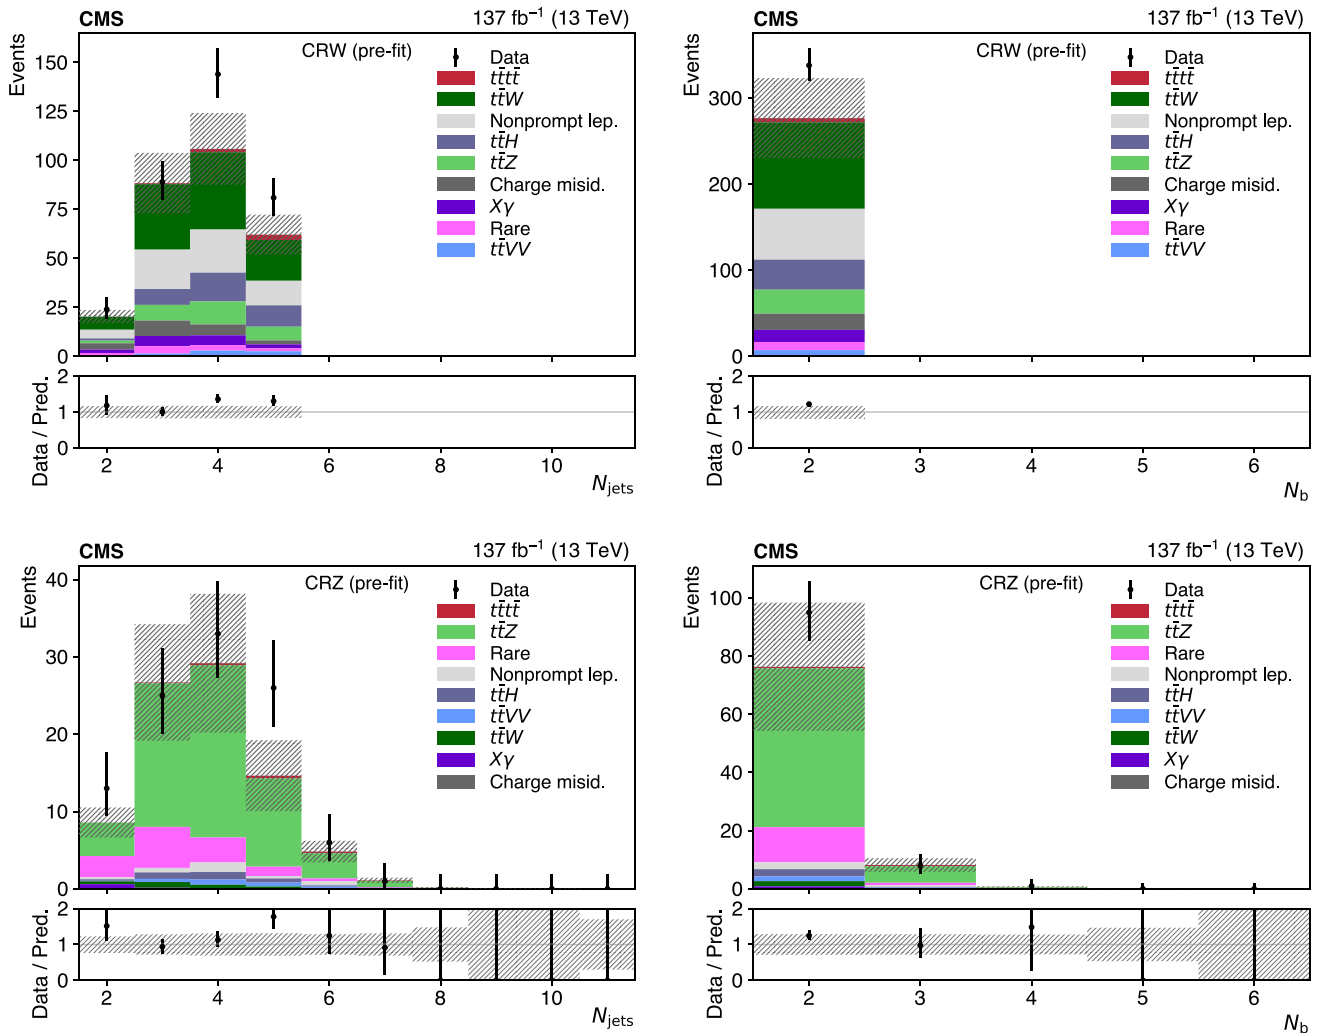 CMS 137 fb⁻¹ (13 TeV)
CRW (pre-fit)
Events
150
125
100
75
50
25
0
Data
tt̄tt̄
tt̄W
Nonprompt lep.
tt̄H
tt̄Z
Charge misid.
Xγ
Rare
tt̄VV
Data / Pred.
2
1
0
2 4 6 8 10
N_jets
CMS 137 fb⁻¹ (13 TeV)
CRW (pre-fit)
Events
300
200
100
0
Data
tt̄tt̄
tt̄W
Nonprompt lep.
tt̄H
tt̄Z
Charge misid.
Xγ
Rare
tt̄VV
Data / Pred.
2
1
0
2 3 4 5 6
N_b
CMS 137 fb⁻¹ (13 TeV)
CRZ (pre-fit)
Events
40
30
20
10
0
Data
tt̄tt̄
tt̄Z
Rare
Nonprompt lep.
tt̄H
tt̄VV
tt̄W
Xγ
Charge misid.
Data / Pred.
2
1
0
2 4 6 8 10
N_jets
CMS 137 fb⁻¹ (13 TeV)
CRZ (pre-fit)
Events
100
80
60
40
20
0
Data
tt̄tt̄
tt̄Z
Rare
Nonprompt lep.
tt̄H
tt̄VV
tt̄W
Xγ
Charge misid.
Data / Pred.
2
1
0
2 3 4 5 6
N_b